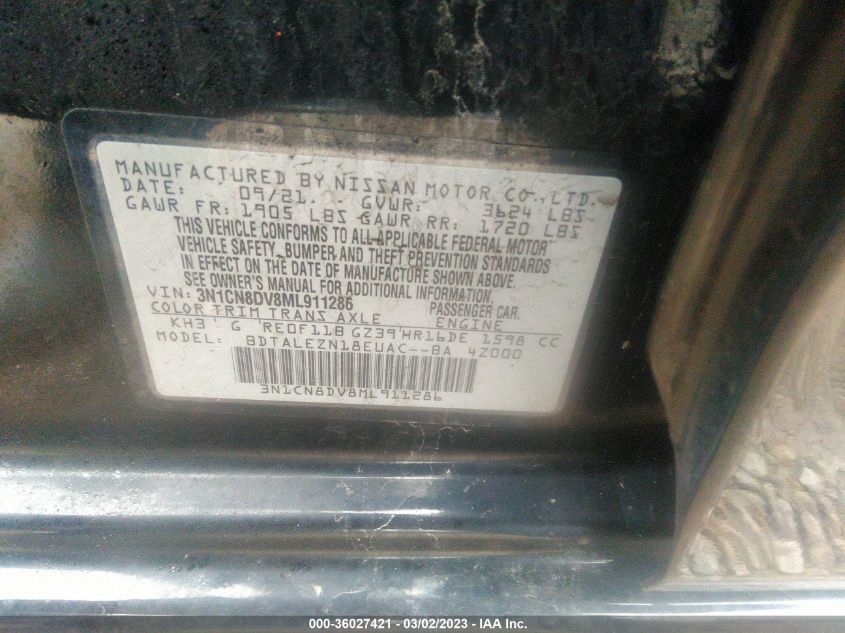 MANUFACTURED BY NISSAN MOTOR CO., LTD.
DATE: 09/21 GVWR: 3624 LBS
GAWR FR: 1905 LBS GAWR RR: 1720 LBS
THIS VEHICLE CONFORMS TO ALL APPLICABLE FEDERAL MOTOR
VEHICLE SAFETY, BUMPER AND THEFT PREVENTION STANDARDS
IN EFFECT ON THE DATE OF MANUFACTURE SHOWN ABOVE.
SEE OWNER'S MANUAL FOR ADDITIONAL INFORMATION
VIN: 3N1CN8DV8ML911286 PASSENGER CAR.
COLOR TRIM TRANS AXLE ENGINE
KH3 G RE0F11B GZ39 HR16DE 1598 CC
MODEL: BDTALEZN18EUAC--BA 4Z000
3N1CN8DV8ML911286
000-36027421 - 03/02/2023 - IAA Inc.